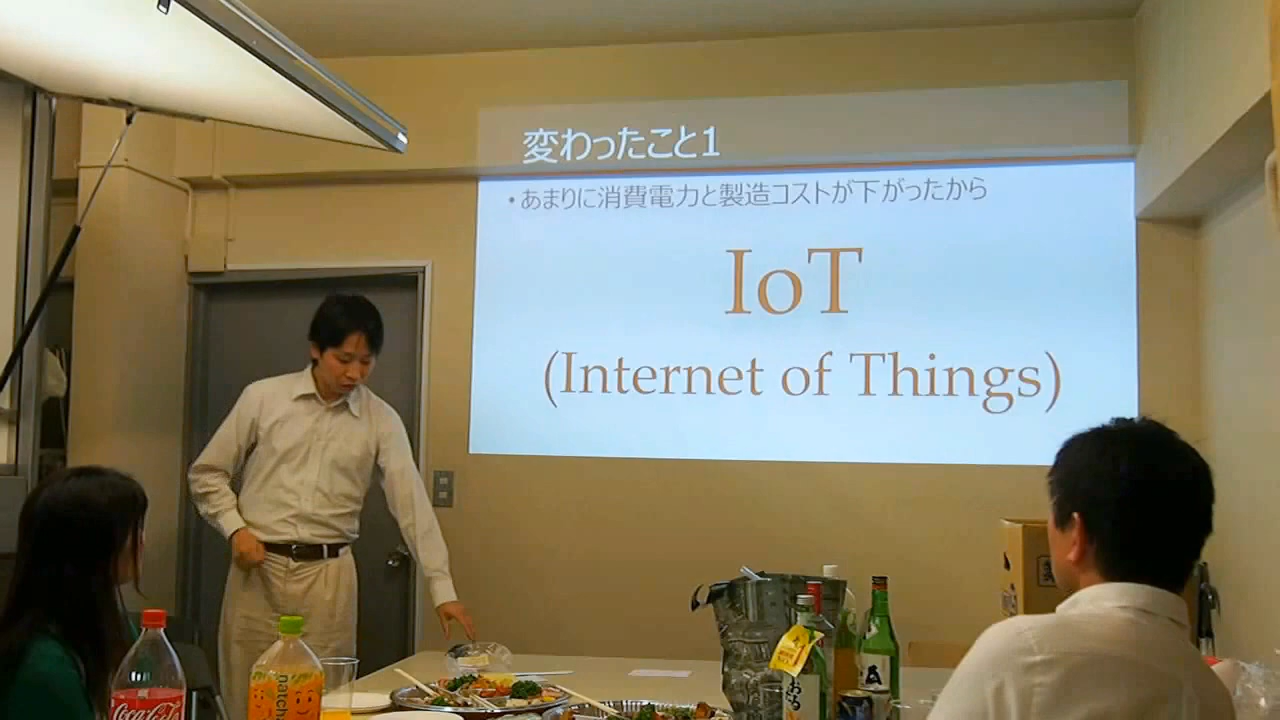 変わったこと1
• あまりに消費電力と製造コストが下がったから
IoT
(Internet of Things)
Coca-Cola
natchan